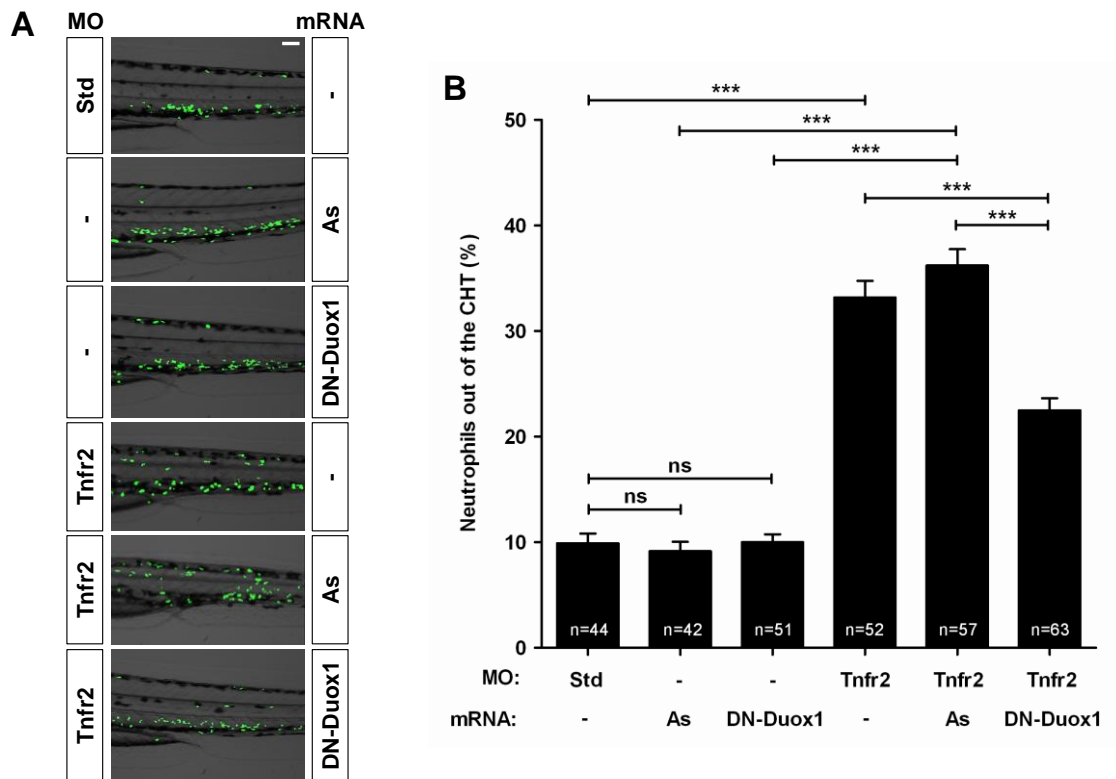 A
MO
mRNA
Std
-
-
As
-
DN-Duox1
Tnfr2
-
Tnfr2
As
Tnfr2
DN-Duox1
B
***
***
***
***
***
ns
ns
Neutrophils out of the CHT (%)
50
40
30
20
10
0
n=44 n=42 n=51 n=52 n=57 n=63
MO: Std - - Tnfr2 Tnfr2 Tnfr2
mRNA: - As DN-Duox1 - As DN-Duox1